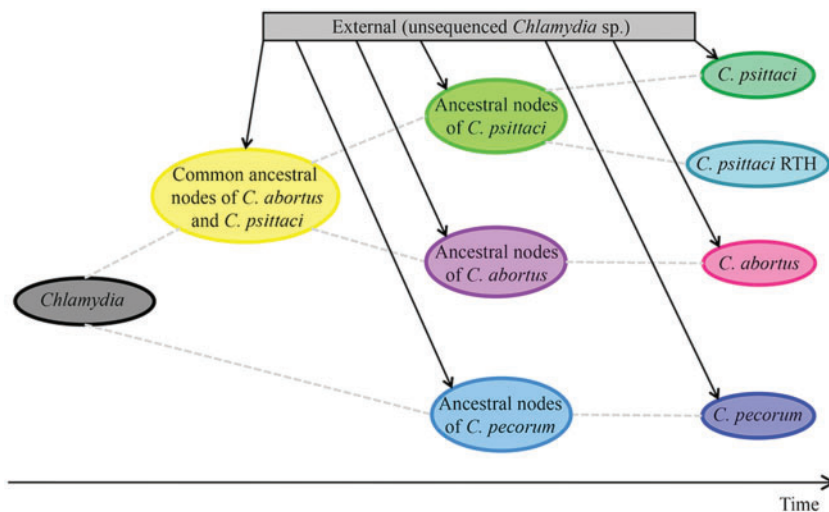 External (unsequenced Chlamydia sp.)
C. psittaci
Ancestral nodes
of C. psittaci
C. psittaci RTH
Common ancestral
nodes of C. abortus
and C. psittaci
Ancestral nodes
of C. abortus
C. abortus
Chlamydia
Ancestral nodes
of C. pecorum
C. pecorum
Time